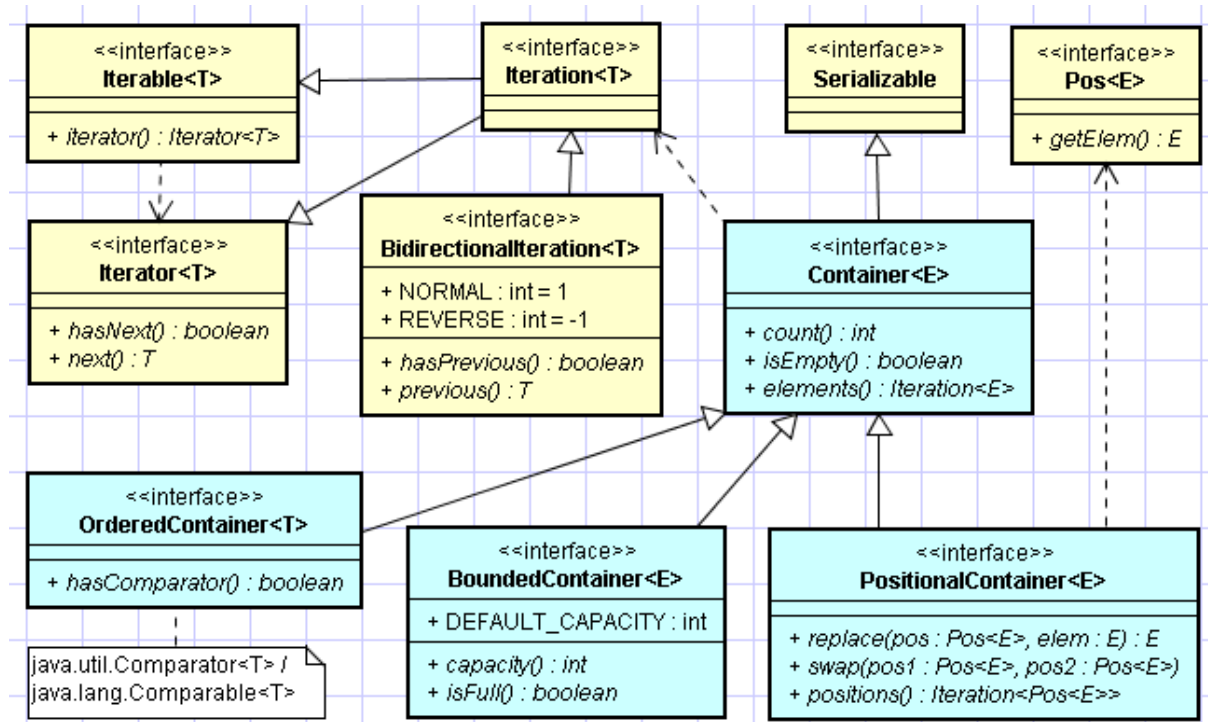 <<interface>>
Iterable<T>
+ iterator() : Iterator<T>
<<interface>>
Iteration<T>
<<interface>>
Serializable
<<interface>>
Pos<E>
+ getElem() : E
<<interface>>
Iterator<T>
+ hasNext() : boolean
+ next() : T
<<interface>>
BidirectionalIteration<T>
+ NORMAL : int = 1
+ REVERSE : int = -1
+ hasPrevious() : boolean
+ previous() : T
<<interface>>
Container<E>
+ count() : int
+ isEmpty() : boolean
+ elements() : Iteration<E>
<<interface>>
OrderedContainer<T>
+ hasComparator() : boolean
java.util.Comparator<T> /
java.lang.Comparable<T>
<<interface>>
BoundedContainer<E>
+ DEFAULT_CAPACITY : int
+ capacity() : int
+ isFull() : boolean
<<interface>>
PositionalContainer<E>
+ replace(pos : Pos<E>, elem : E) : E
+ swap(pos1 : Pos<E>, pos2 : Pos<E>)
+ positions() : Iteration<Pos<E>>